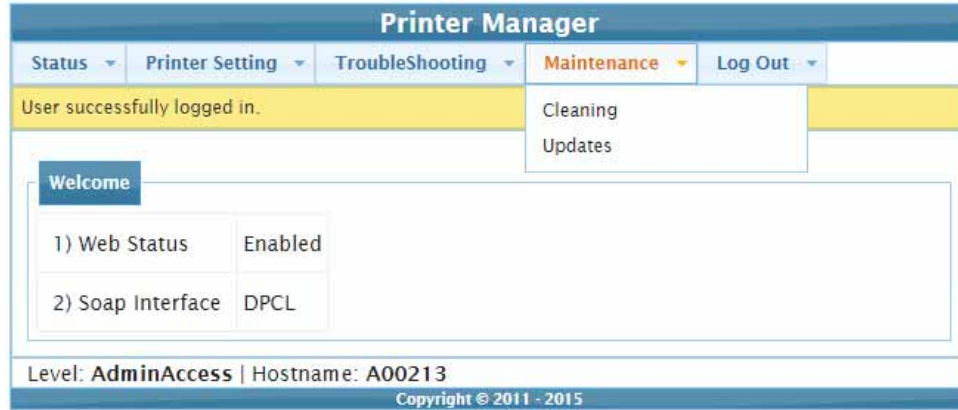 Printer Manager
Status Printer Setting TroubleShooting Maintenance Log Out
User successfully logged in.
Cleaning
Updates
Welcome
1) Web Status Enabled
2) Soap Interface DPCL
Level: AdminAccess | Hostname: A00213
Copyright © 2011 - 2015